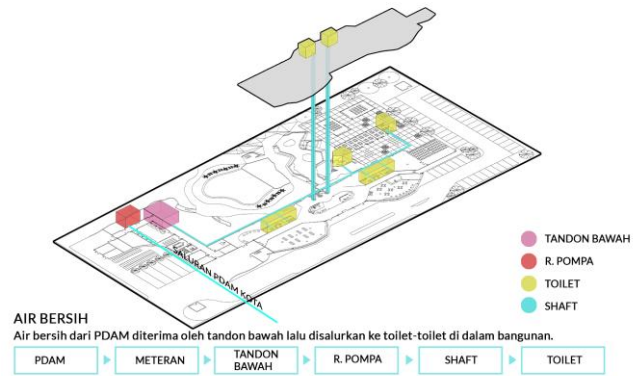 TANDON BAWAH
R. POMPA
TOILET
SHAFT
JALURAN PDAM KOTA
AIR BERSIH
Air bersih dari PDAM diterima oleh tandon bawah lalu disalurkan ke toilet-toilet di dalam bangunan.
PDAM
METERAN
TANDON
BAWAH
R. POMPA
SHAFT
TOILET